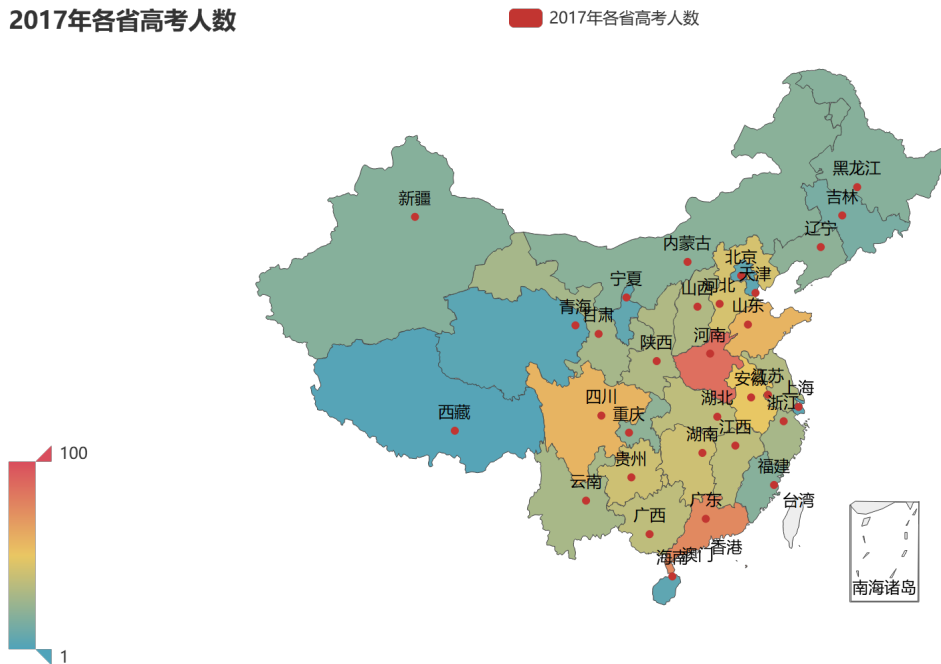 2017年各省高考人数
2017年各省高考人数
黑龙江
新疆
吉林
辽宁
内蒙古
北京
天津
宁夏
山西
河北
青海
甘肃
山东
陕西
河南
安徽
江苏
上海
四川
湖北
浙江
西藏
重庆
湖南
江西
贵州
福建
云南
广西
广东
台湾
海南
澳门
香港
南海诸岛
100
1